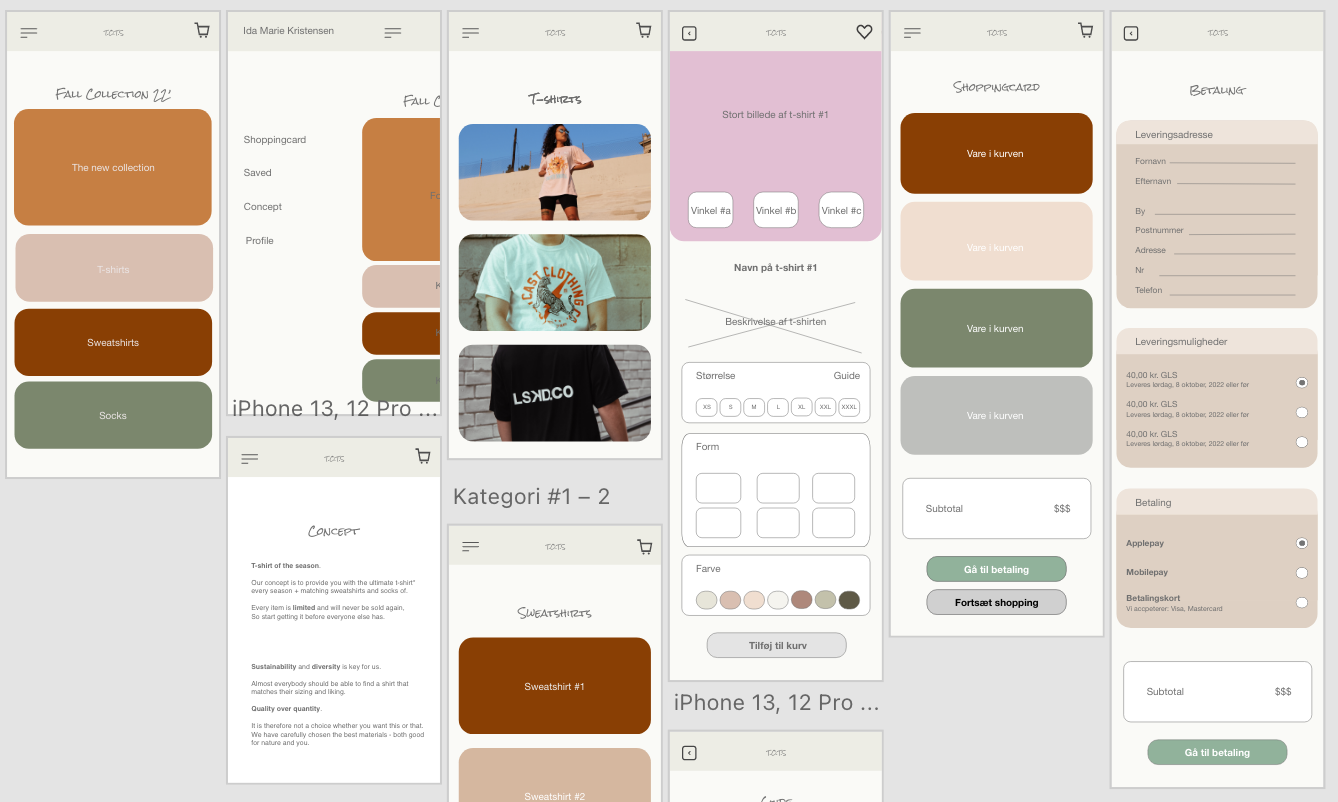 TOTS
Fall Collection 22'
The new collection
T-shirts
Sweatshirts
Socks
Ida Marie Kristensen
Fall C
Shoppingcard
Saved
Concept
Profile
Fo
K
K
K
iPhone 13, 12 Pro ...
TOTS
Concept
T-shirt of the season.
Our concept is to provide you with the ultimate t-shirt"
every season + matching sweatshirts and socks of.
Every item is limited and will never be sold again,
So start getting it before everyone else has.
Sustainability and diversity is key for us.
Almost everybody should be able to find a shirt that
matches their sizing and liking.
Quality over quantity.
It is therefore not a choice whether you want this or that.
We have carefully chosen the best materials - both good
for nature and you.
TOTS
T-shirts
CAST CLOTHING CO
LSKD.CO
Kategori #1 – 2
TOTS
Sweatshirts
Sweatshirt #1
Sweatshirt #2
TOTS
Stort billede af t-shirt #1
Vinkel #a
Vinkel #b
Vinkel #c
Navn på t-shirt #1
Beskrivelse af t-shirten
Størrelse
Guide
XS
S
M
L
XL
XXL
XXXL
Form
Farve
Tilføj til kurv
iPhone 13, 12 Pro ...
TOTS
TOTS
Shoppingcard
Vare i kurven
Vare i kurven
Vare i kurven
Vare i kurven
Subtotal
$$$
Gå til betaling
Fortsæt shopping
TOTS
Betaling
Leveringsadresse
Fornavn
Efternavn
By
Postnummer
Adresse
Nr
Telefon
Leveringsmuligheder
40,00 kr. GLS
Leveres lørdag, 8 oktober, 2022 eller før
40,00 kr. GLS
Leveres lørdag, 8 oktober, 2022 eller før
40,00 kr. GLS
Leveres lørdag, 8 oktober, 2022 eller før
Betaling
Applepay
Mobilepay
Betalingskort
Vi accpeterer: Visa, Mastercard
Subtotal
$$$
Gå til betaling